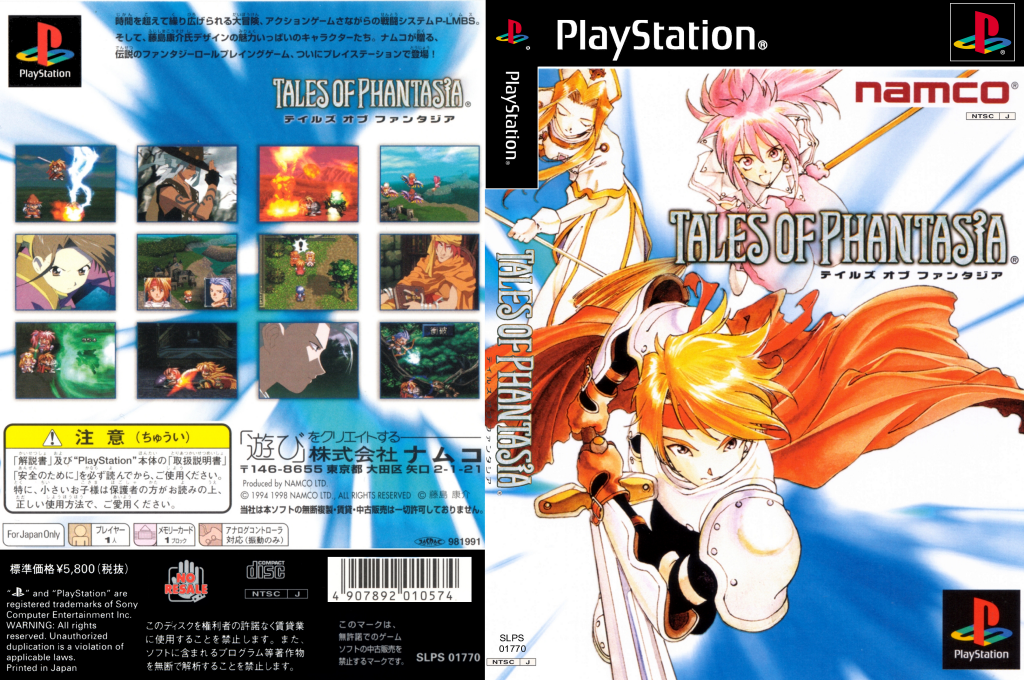 PlayStation
時間を超えて繰り広げられる大冒険、アクションゲームさながらの戦闘システムP-LMBS。
そして、藤島康介氏デザインの魅力いっぱいのキャラクターたち。ナムコが贈る、
伝説のファンタジーロールプレイングゲーム、ついにプレイステーションで登場！
TALES OF PHANTASIA®
テイルズ オブ ファンタジア
注意（ちゅうい）
「解説書」及び"PlayStation"本体の「取扱説明書」
「安全のために」を必ず読んでから、ご使用ください。
特に、小さいお子様は保護者の方がお読みの上、
正しい使用方法で、ご愛用ください。
「遊び」をクリエイトする
株式会社ナムコ
〒146-8655 東京都 大田区 矢口 2-1-21
Produced by NAMCO LTD.
© 1994 1998 NAMCO LTD., ALL RIGHTS RESERVED © 藤島 康介
当社は本ソフトの無断複製・賃貸・中古販売は一切許可しておりません。
For Japan Only
プレイヤー
1人
メモリーカード
1ブロック
アナログコントローラ
対応(振動のみ)
981991
標準価格¥5,800(税抜)
" " and "PlayStation" are
registered trademarks of Sony
Computer Entertainment Inc.
WARNING: All rights
reserved. Unauthorized
duplication is a violation of
applicable laws.
Printed in Japan
NO
RESALE
COMPACT
disc
NTSC J
このディスクを権利者の許諾なく賃貸業
に使用することを禁止します。また、
ソフトに含まれるプログラム等著作物
を無断で解析することを禁止します。
4 907892 010574
このマークは、
無許諾でのゲーム
ソフトの中古販売を
禁止するマークです。
SLPS 01770
PlayStation®
TALES OF PHANTASIA®
SLPS
01770
NTSC J
PlayStation®
namco®
NTSC J
TALES OF PHANTASIA®
テイルズ オブ ファンタジア
PlayStation